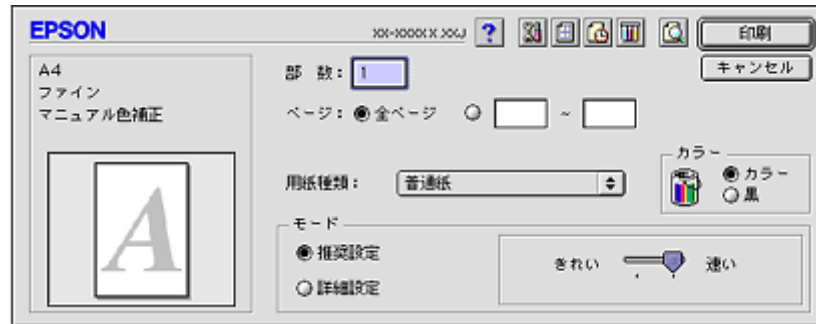 EPSON
XX-XXXX X XXJ
?
印刷
キャンセル
A4
ファイン
マニュアル色補正
A
部 数: 1
ページ: 全ページ ~
用紙種類: 普通紙
カラー
カラー
黒
モード
推奨設定
詳細設定
きれい 速い